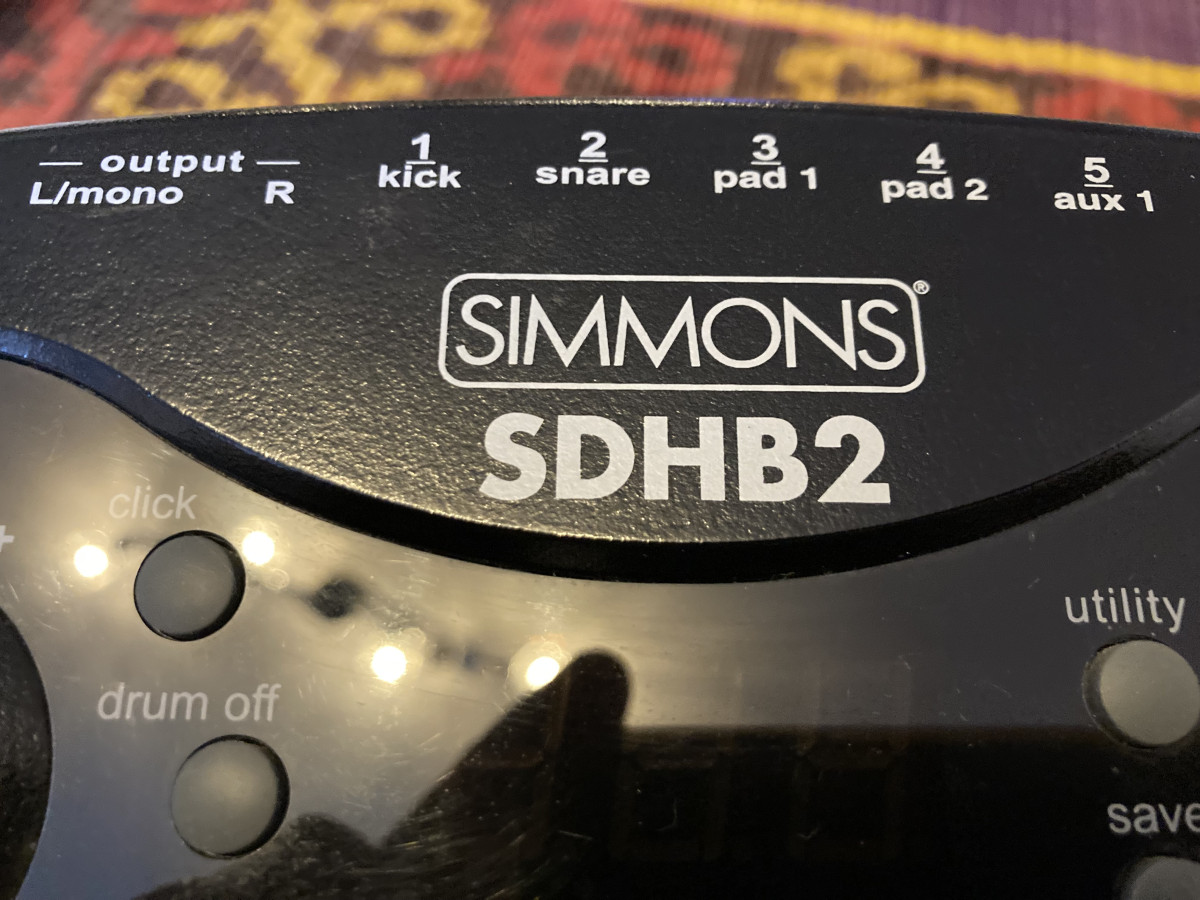 output
L/mono R
1 2 3 4 5
kick snare pad 1 pad 2 aux 1
SIMMONS®
SDHB2
click
+
utility
drum off
save